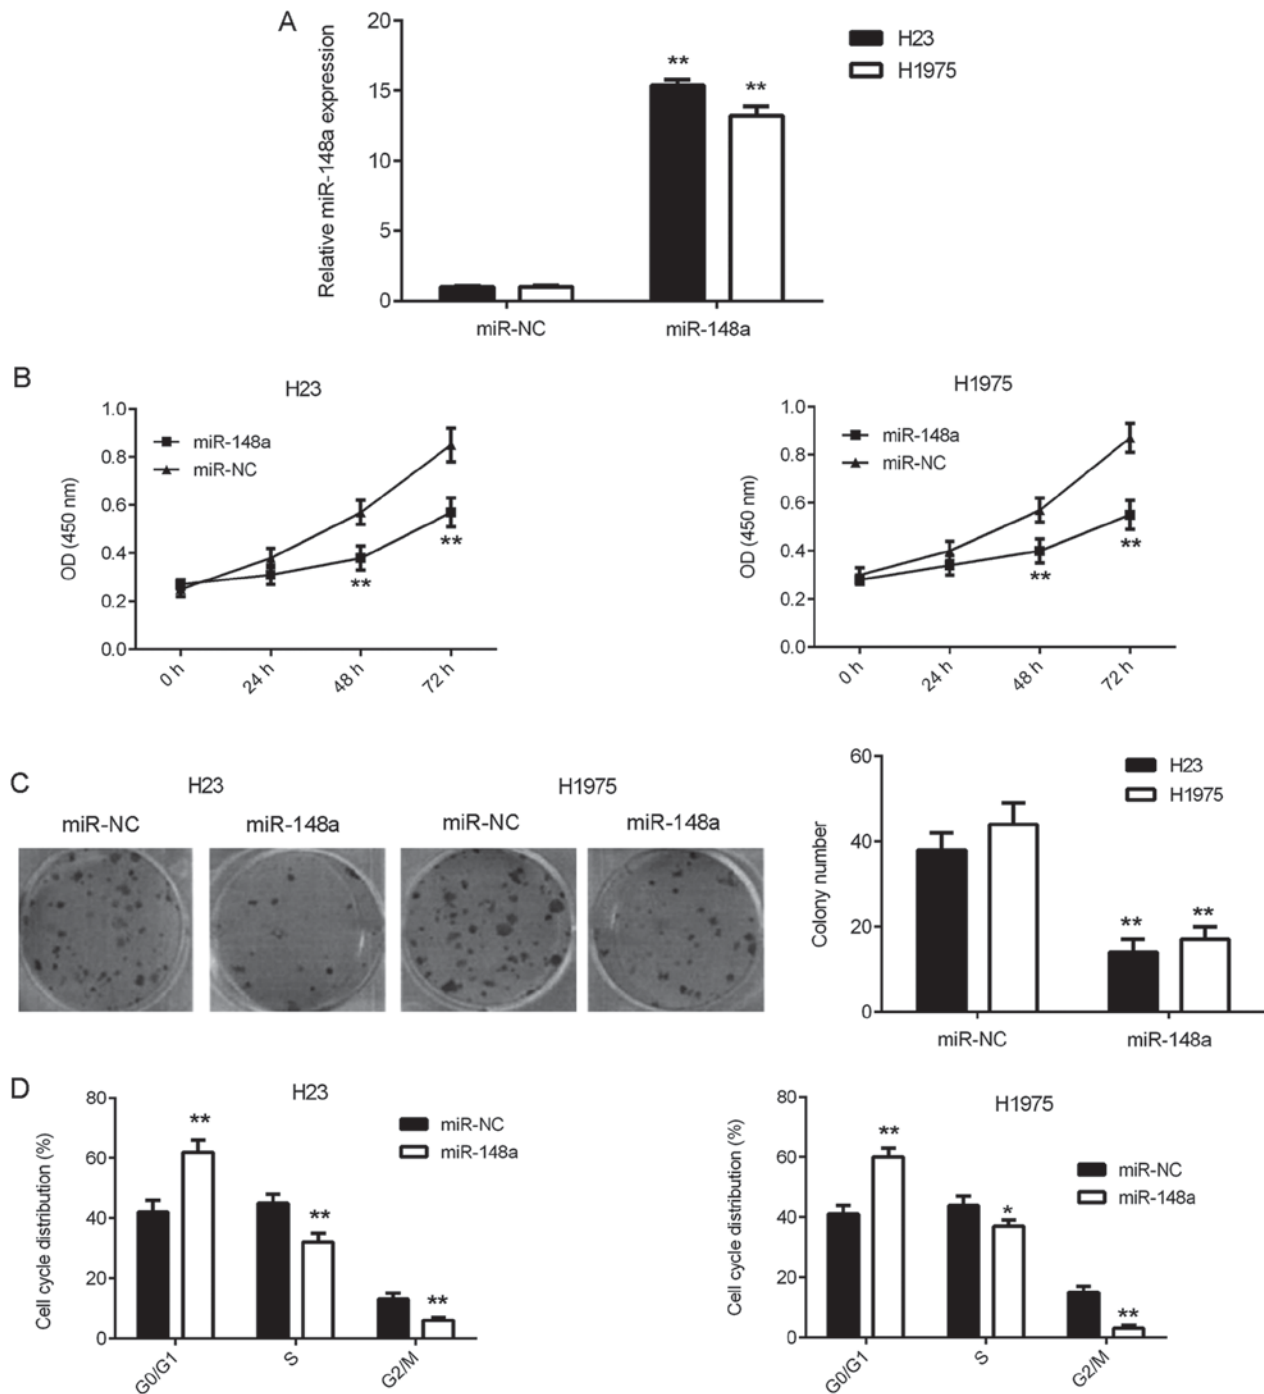 A
20
15
10
5
0
Relative miR-148a expression
**
**
H23
H1975
miR-NC
miR-148a
B
H23
1.0
0.8
0.6
0.4
0.2
0.0
OD (450 nm)
miR-148a
miR-NC
**
**
0 h
24 h
48 h
72 h
H1975
1.0
0.8
0.6
0.4
0.2
0.0
OD (450 nm)
miR-148a
miR-NC
**
**
0 h
24 h
48 h
72 h
C
H23
H1975
miR-NC
miR-148a
miR-NC
miR-148a
60
40
20
0
Colony number
H23
H1975
**
**
miR-NC
miR-148a
D
H23
80
60
40
20
0
Cell cycle distribution (%)
miR-NC
miR-148a
**
**
**
G0/G1
S
G2/M
H1975
80
60
40
20
0
Cell cycle distribution (%)
miR-NC
miR-148a
**
*
**
G0/G1
S
G2/M